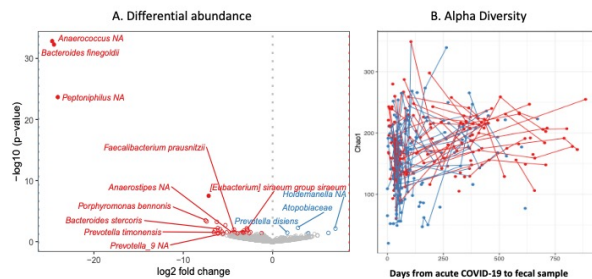 A. Differential abundance
Anaerococcus NA
Bacteroides finegoldii
Peptoniphilus NA
Faecalibacterium prausnitzii
Anaerostipes NA
[Eubacterium] siraeum group siraeum
Holdemanella NA
Porphyromonas bennonis
Atopobiaceae
Bacteroides stercoris
Prevotella disiens
Prevotella timonensis
Prevotella_9 NA
-log10 (p-value)
30
20
10
0
-20
-10
0
log2 fold change
B. Alpha Diversity
Chao1
300
200
100
0
250
500
750
Days from acute COVID-19 to fecal sample